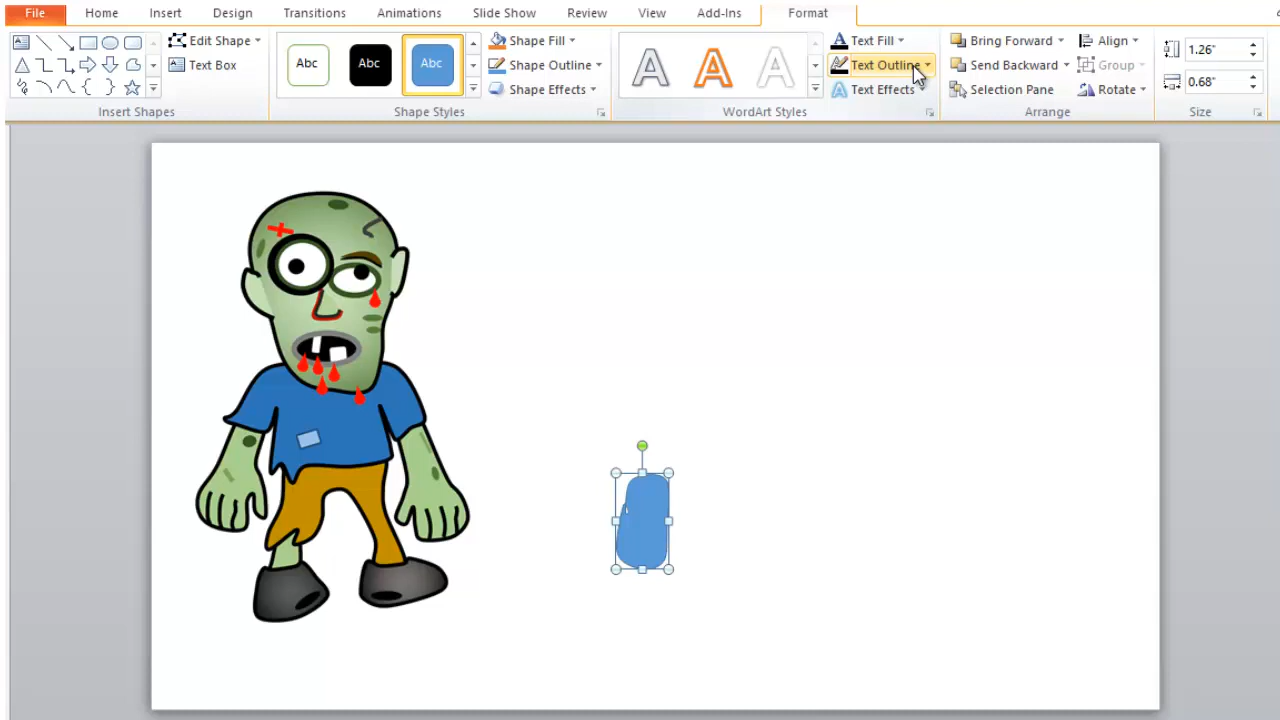 File Home Insert Design Transitions Animations Slide Show Review View Add-Ins Format
Edit Shape Abc Abc Abc Shape Fill A A A Text Fill Bring Forward Align 1.26"
Text Box Shape Outline Text Outline Send Backward Group 0.68"
Shape Effects Text Effects Selection Pane Rotate
Insert Shapes Shape Styles WordArt Styles Arrange Size